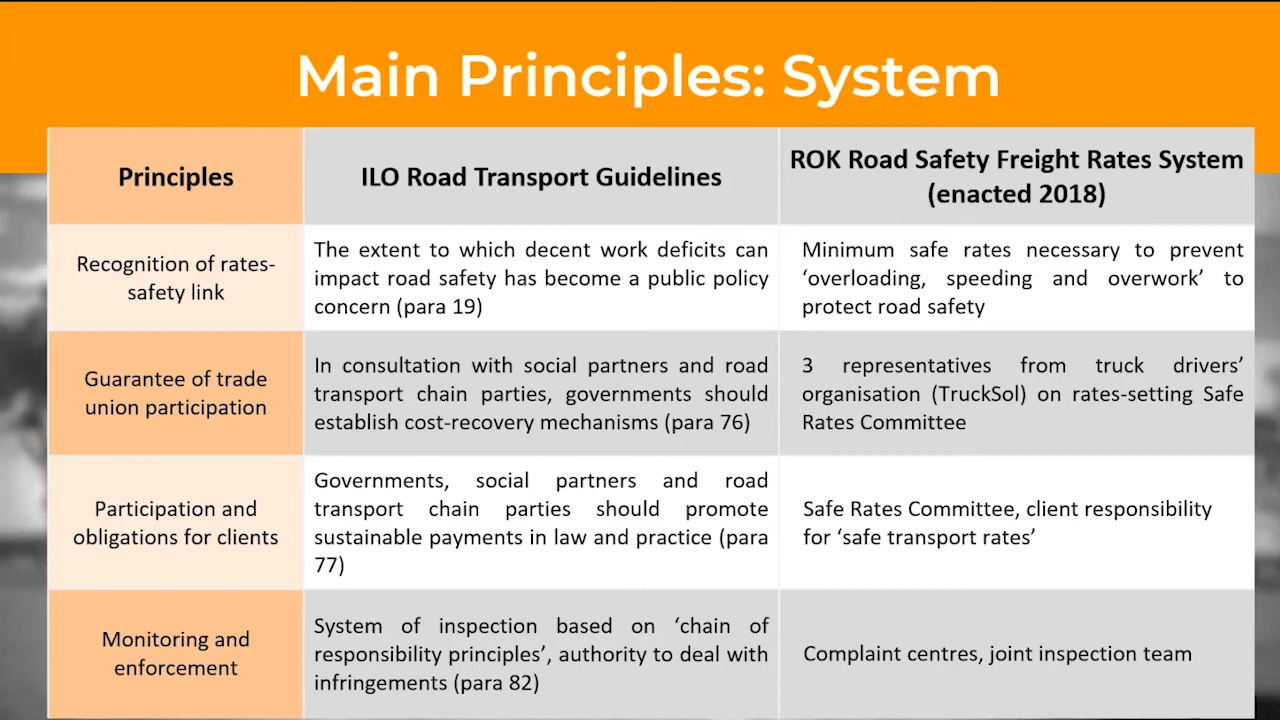 Main Principles: System
Principles
ILO Road Transport Guidelines
ROK Road Safety Freight Rates System
(enacted 2018)
Recognition of rates-
safety link
The extent to which decent work deficits can
impact road safety has become a public policy
concern (para 19)
Minimum safe rates necessary to prevent
‘overloading, speeding and overwork’ to
protect road safety
Guarantee of trade
union participation
In consultation with social partners and road
transport chain parties, governments should
establish cost-recovery mechanisms (para 76)
3 representatives from truck drivers’
organisation (TruckSol) on rates-setting Safe
Rates Committee
Participation and
obligations for clients
Governments, social partners and road
transport chain parties should promote
sustainable payments in law and practice (para
77)
Safe Rates Committee, client responsibility
for ‘safe transport rates’
Monitoring and
enforcement
System of inspection based on ‘chain of
responsibility principles’, authority to deal with
infringements (para 82)
Complaint centres, joint inspection team